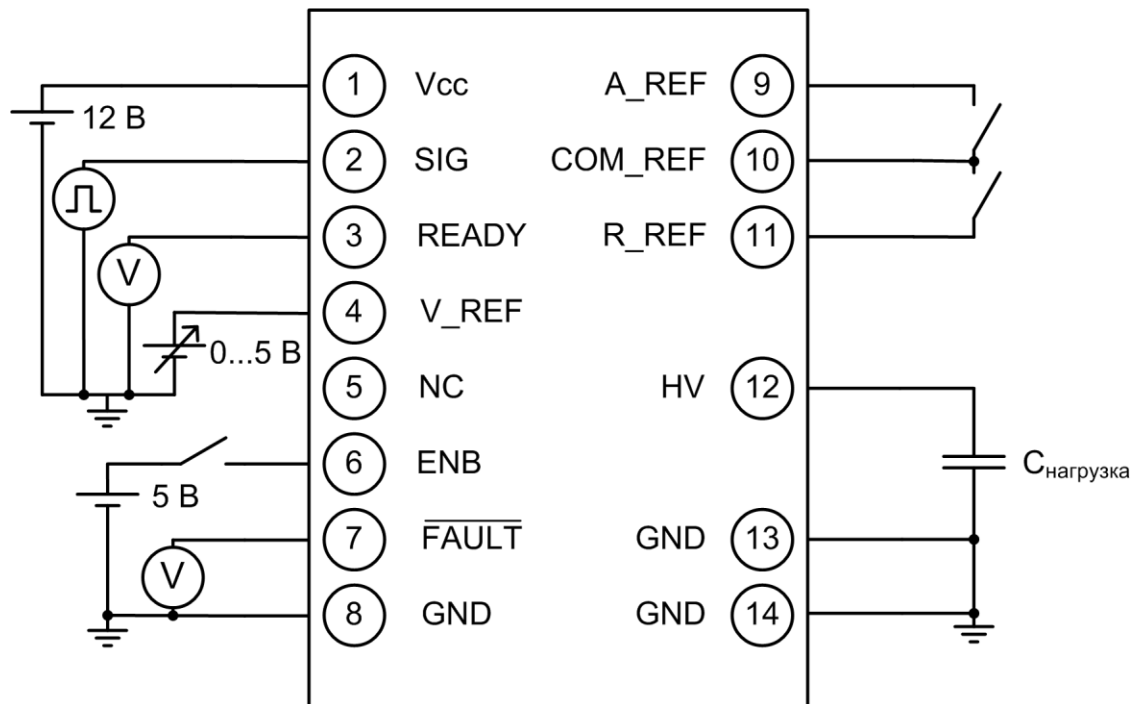 1 Vcc A_REF 9
12 В
2 SIG COM_REF 10
3 READY R_REF 11
V
4 V_REF
0...5 В
5 NC HV 12
6 ENB
Cнагрузка
5 В
7 FAULT GND 13
V
8 GND GND 14